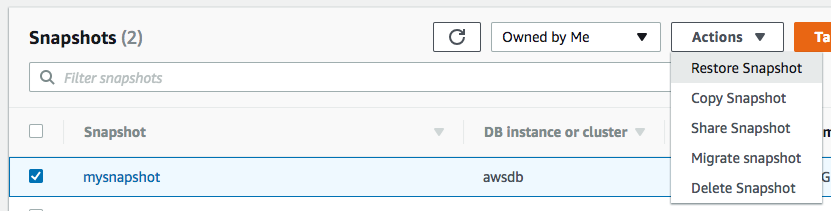 Snapshots (2)
Owned by Me
Actions
Ta
Filter snapshots
Restore Snapshot
Copy Snapshot
Share Snapshot
Migrate snapshot
Delete Snapshot
Snapshot
DB instance or cluster
mysnapshot
awsdb
G